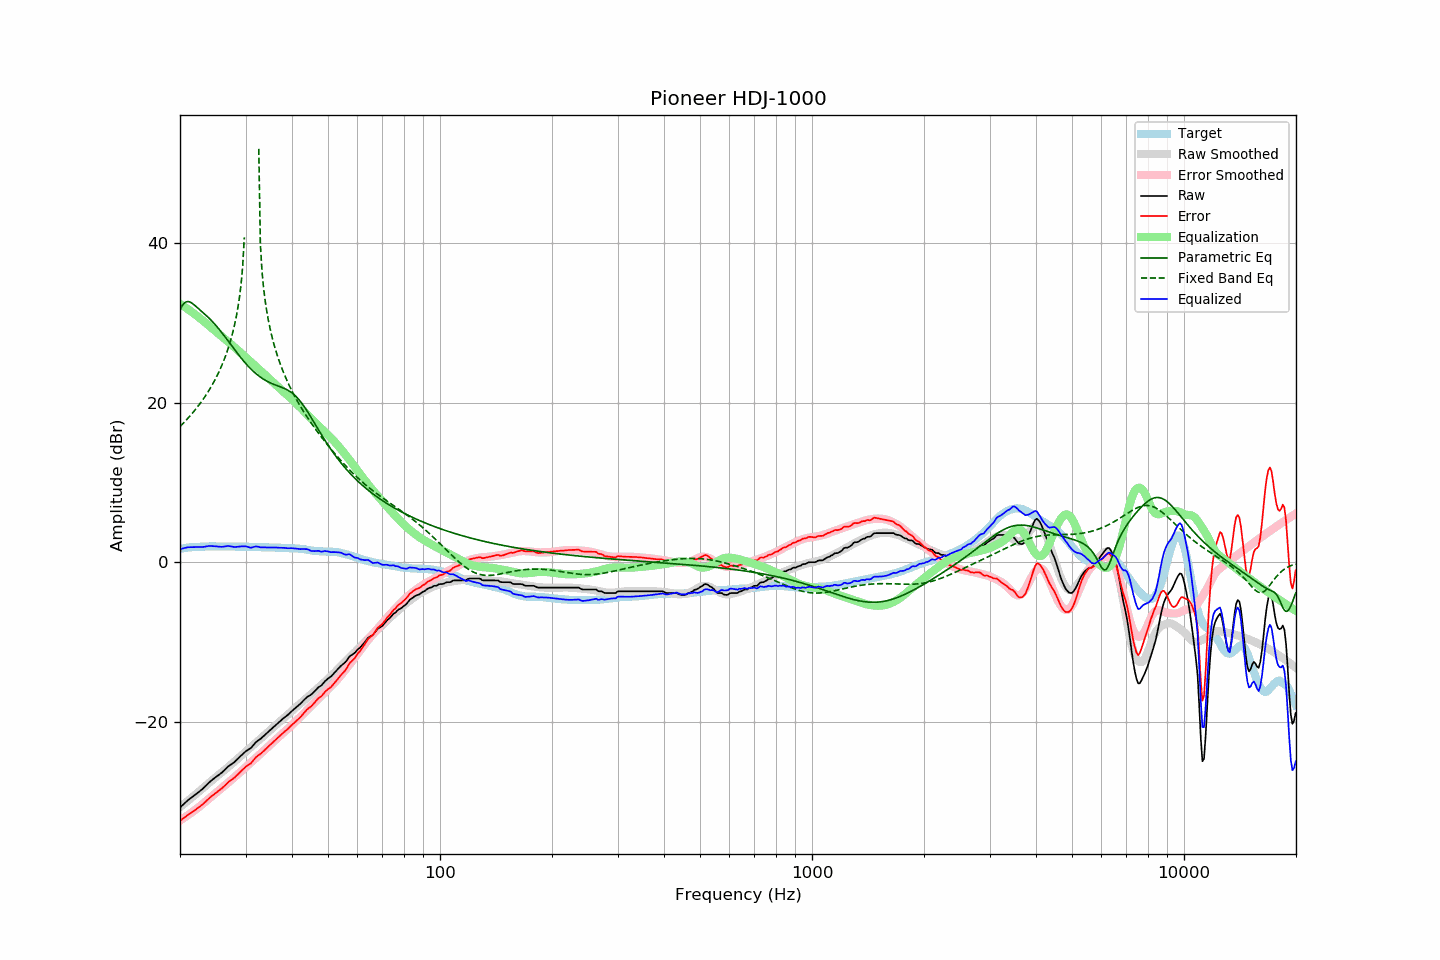 Pioneer HDJ-1000
Target
Raw Smoothed
Error Smoothed
Raw
Error
Equalization
Parametric Eq
Fixed Band Eq
Equalized
40
20
0
−20
Amplitude (dBr)
100
1000
10000
Frequency (Hz)